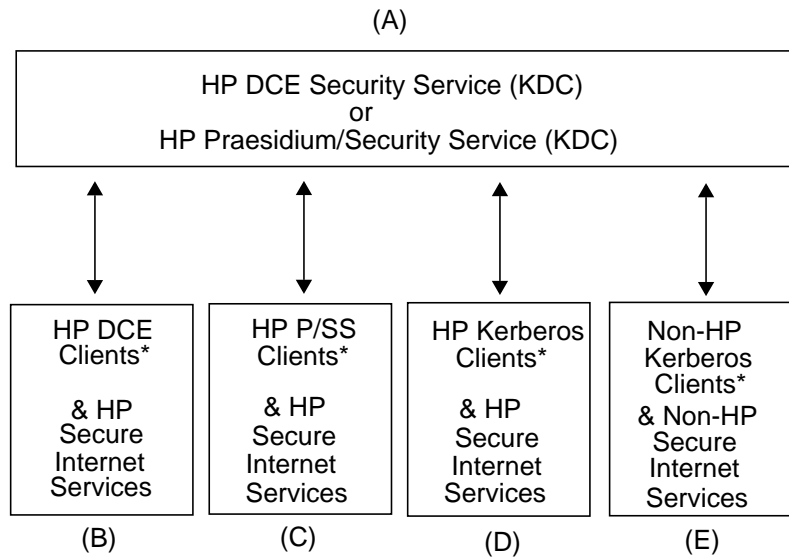 (A)
HP DCE Security Service (KDC)
or
HP Praesidium/Security Service (KDC)
HP DCE
Clients*
& HP
Secure
Internet
Services
(B)
HP P/SS
Clients*
& HP
Secure
Internet
Services
(C)
HP Kerberos
Clients*
& HP
Secure
Internet
Services
(D)
Non-HP
Kerberos
Clients*
& Non-HP
Secure
Internet
Services
(E)